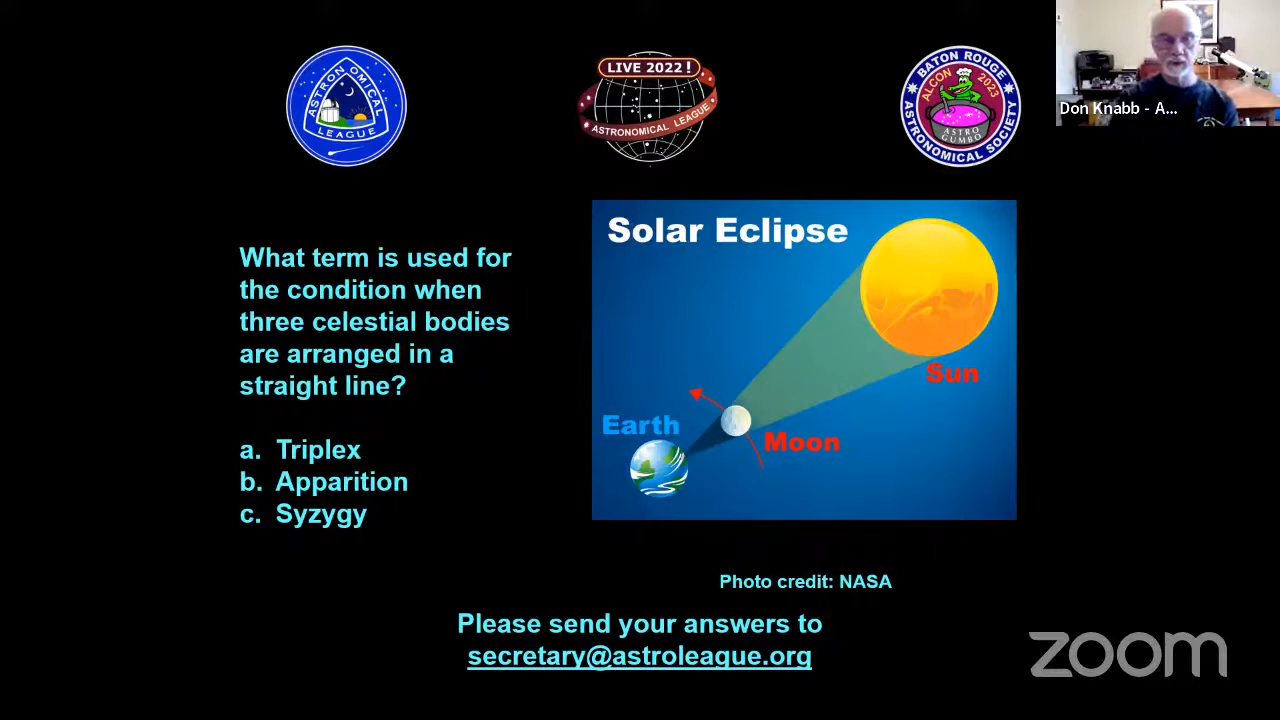 ASTRONOMICAL
LEAGUE
LIVE 2022!
ASTRONOMICAL LEAGUE
BATON ROUGE
ALCON 2023
ASTRO
GUMBO
ASTRONOMICAL SOCIETY
Don Knabb - A...
Solar Eclipse
Sun
Earth
Moon
What term is used for
the condition when
three celestial bodies
are arranged in a
straight line?
a. Triplex
b. Apparition
c. Syzygy
Photo credit: NASA
Please send your answers to
secretary@astroleague.org
zoom